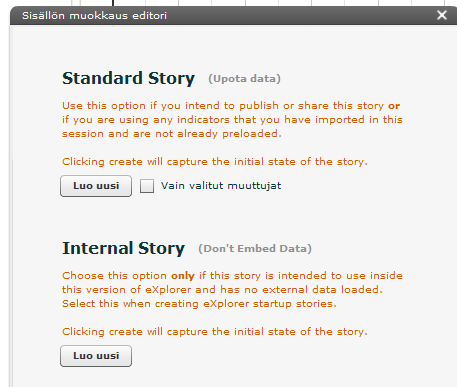 Sisällön muokkaus editori
Standard Story (Upota data)
Use this option if you intend to publish or share this story or
if you are using any indicators that you have imported in this
session and are not already preloaded.
Clicking create will capture the initial state of the story.
Luo uusi Vain valitut muuttujat
Internal Story (Don't Embed Data)
Choose this option only if this story is intended to use inside
this version of eXplorer and has no external data loaded.
Select this when creating eXplorer startup stories.
Clicking create will capture the initial state of the story.
Luo uusi